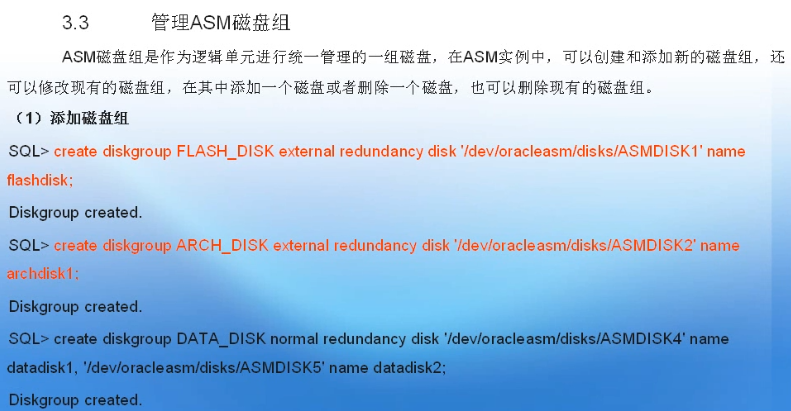 3.3 管理ASM磁盘组
ASM磁盘组是作为逻辑单元进行统一管理的一组磁盘，在ASM实例中，可以创建和添加新的磁盘组，还
可以修改现有的磁盘组，在其中添加一个磁盘或者删除一个磁盘，也可以删除现有的磁盘组。
（1）添加磁盘组
SQL> create diskgroup FLASH_DISK external redundancy disk '/dev/oracleasm/disks/ASMDISK1' name
flashdisk;
Diskgroup created.
SQL> create diskgroup ARCH_DISK external redundancy disk '/dev/oracleasm/disks/ASMDISK2' name
archdisk1;
Diskgroup created.
SQL> create diskgroup DATA_DISK normal redundancy disk '/dev/oracleasm/disks/ASMDISK4' name
datadisk1, '/dev/oracleasm/disks/ASMDISK5' name datadisk2;
Diskgroup created.